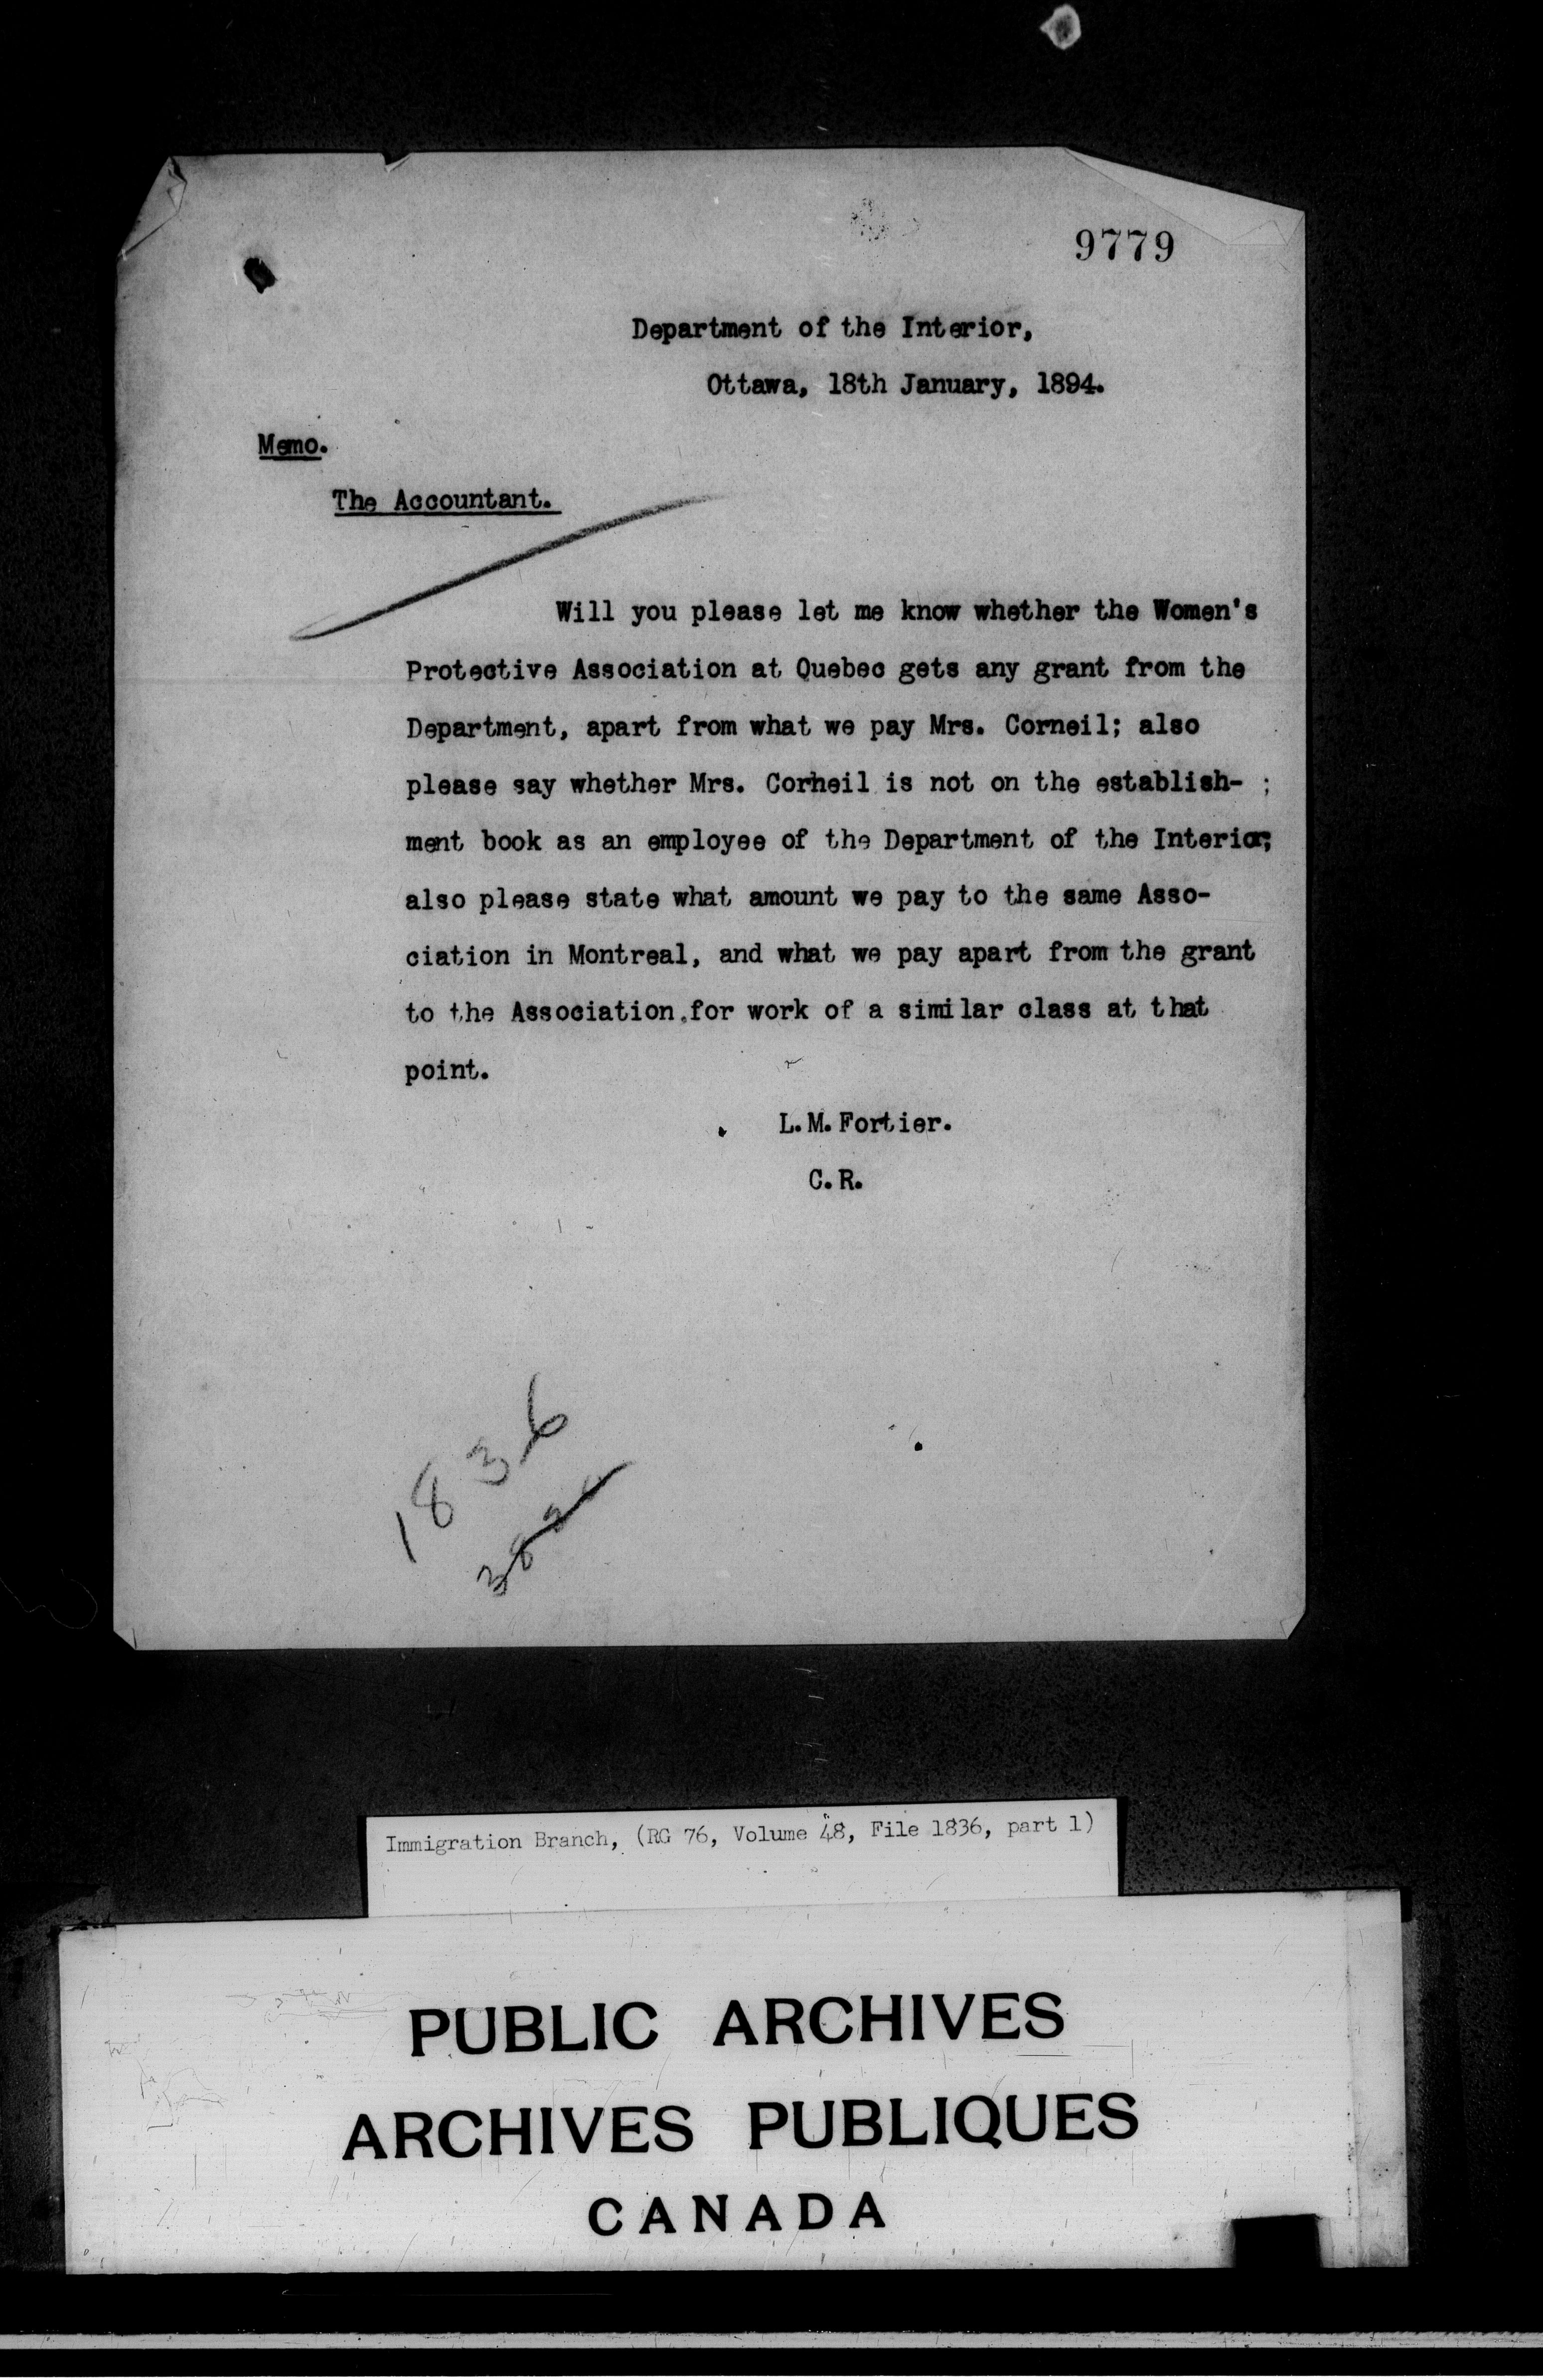 9779
Department of the Interior,
Ottawa, 18th January, 1894.
Memo.
The Accountant.
Will you please let me know whether the Women's
Protective Association at Quebec gets any grant from the
Department, apart from what we pay Mrs. Corneil; also
please say whether Mrs. Corneil is not on the establish- ;
ment book as an employee of the Department of the Interior;
also please state what amount we pay to the same Asso-
ciation in Montreal, and what we pay apart from the grant
to the Association.for work of a similar class at that
point.
L.M.Fortier.
C.R.
1836
Immigration Branch, (RG 76, Volume 48, File 1836, part 1)
PUBLIC ARCHIVES
ARCHIVES PUBLIQUES
CANADA